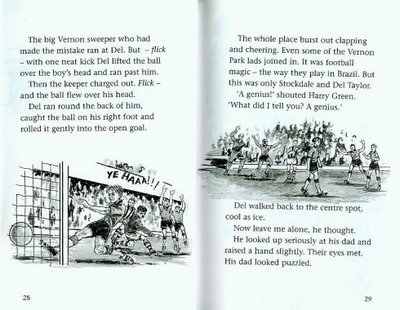 The big Vernon sweeper who had
made the mistake ran at Del. But – flick
– with one neat kick Del lifted the ball
over the boy's head and ran past him.
Then the keeper charged out. Flick –
and the ball flew over his head.
Del ran round the back of him,
caught the ball on his right foot and
rolled it gently into the open goal.
YE HAAN!!
28
The whole place burst out clapping
and cheering. Even some of the Vernon
Park lads joined in. It was football
magic – the way they play in Brazil. But
this was only Stockdale and Del Taylor.
'A genius!' shouted Harry Green.
'What did I tell you? A genius.'
Del walked back to the centre spot,
cool as ice.
Now leave me alone, he thought.
He looked up seriously at his dad and
raised a hand slightly. Their eyes met.
His dad looked puzzled.
29